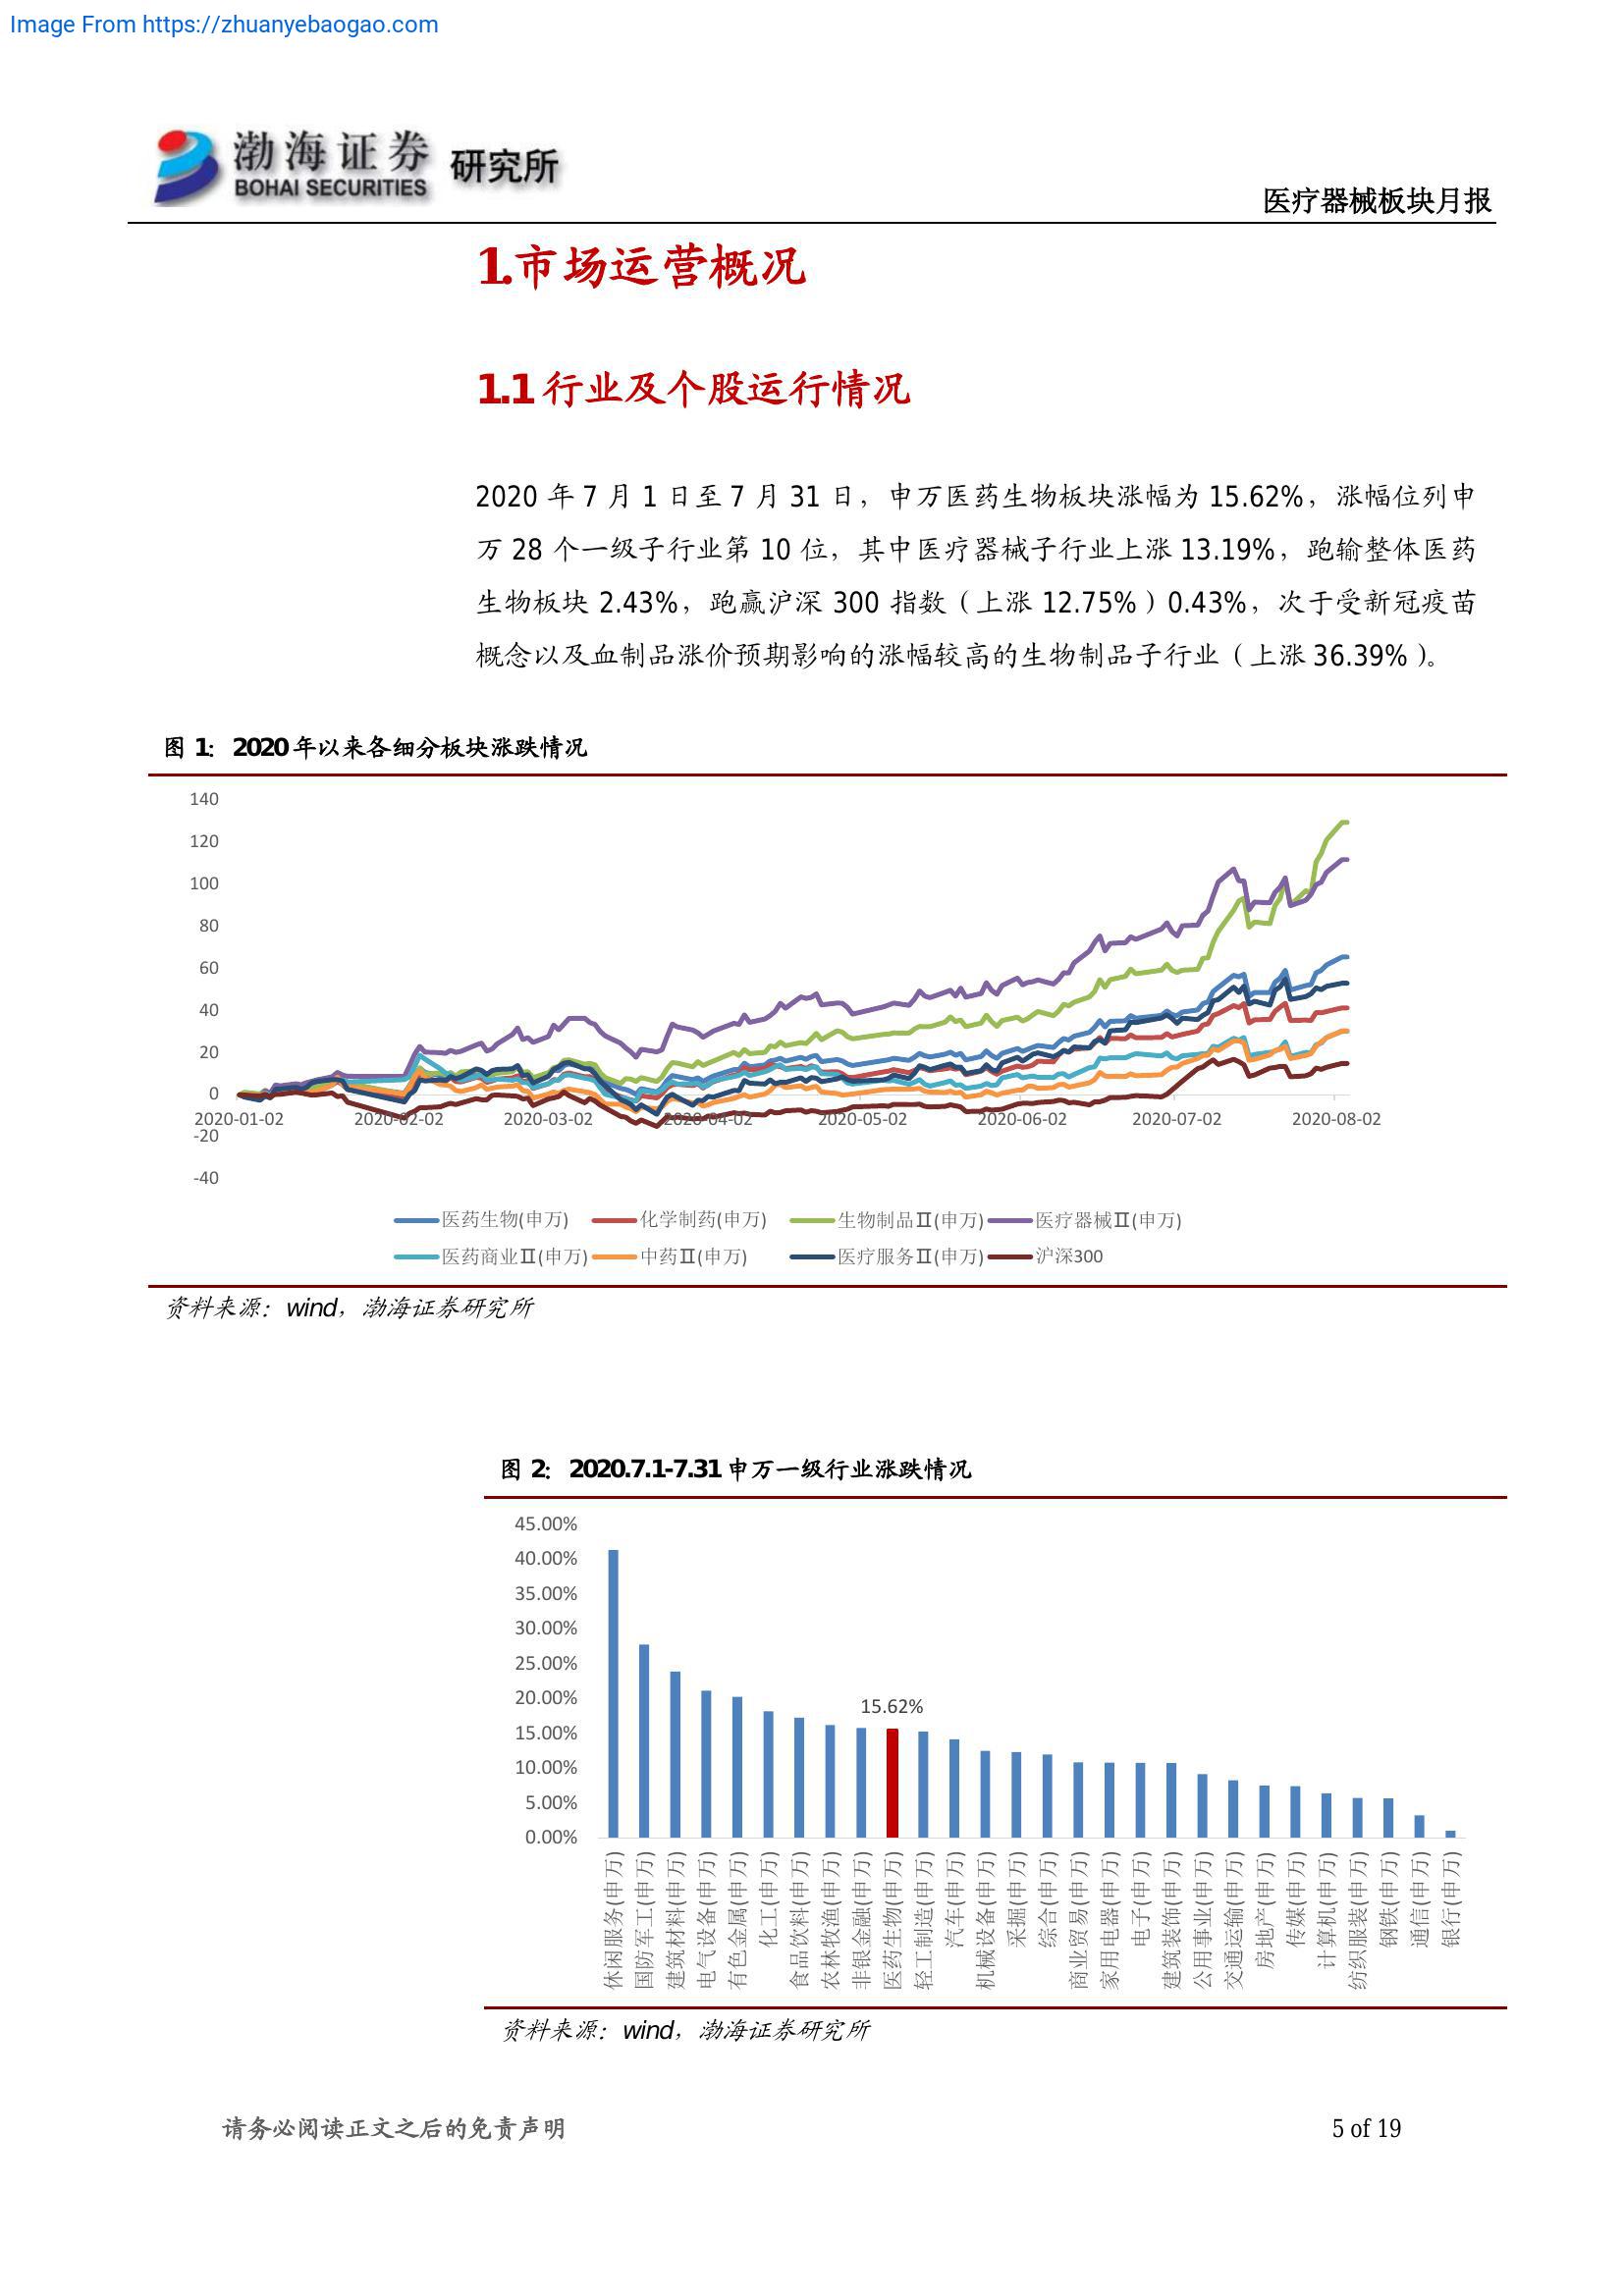 Image From https://zhuanyebaogao.com
渤海证券 研究所
BOHAI SECURITIES
医疗器械板块月报
1.市场运营概况
1.1 行业及个股运行情况
2020 年 7 月 1 日至 7 月 31 日，申万医药生物板块涨幅为 15.62%，涨幅位列申
万 28 个一级子行业第 10 位，其中医疗器械子行业上涨 13.19%，跑输整体医药
生物板块 2.43%，跑赢沪深 300 指数（上涨 12.75%）0.43%，次于受新冠疫苗
概念以及血制品涨价预期影响的涨幅较高的生物制品子行业（上涨 36.39%）。
图 1：2020 年以来各细分板块涨跌情况
140
120
100
80
60
40
20
0
-20
-40
2020-01-02 2020-02-02 2020-03-02 2020-04-02 2020-05-02 2020-06-02 2020-07-02 2020-08-02
医药生物(申万) 化学制药(申万) 生物制品Ⅱ(申万) 医疗器械Ⅱ(申万)
医药商业Ⅱ(申万) 中药Ⅱ(申万) 医疗服务Ⅱ(申万) 沪深300
资料来源：wind，渤海证券研究所
图 2：2020.7.1-7.31 申万一级行业涨跌情况
45.00%
40.00%
35.00%
30.00%
25.00%
20.00%
15.00%
10.00%
5.00%
0.00%
15.62%
休闲服务(申万)
国防军工(申万)
建筑材料(申万)
电气设备(申万)
有色金属(申万)
化工(申万)
食品饮料(申万)
农林牧渔(申万)
非银金融(申万)
医药生物(申万)
轻工制造(申万)
汽车(申万)
机械设备(申万)
采掘(申万)
综合(申万)
商业贸易(申万)
家用电器(申万)
电子(申万)
建筑装饰(申万)
公用事业(申万)
交通运输(申万)
房地产(申万)
传媒(申万)
计算机(申万)
纺织服装(申万)
钢铁(申万)
通信(申万)
银行(申万)
资料来源：wind，渤海证券研究所
请务必阅读正文之后的免责声明
5 of 19